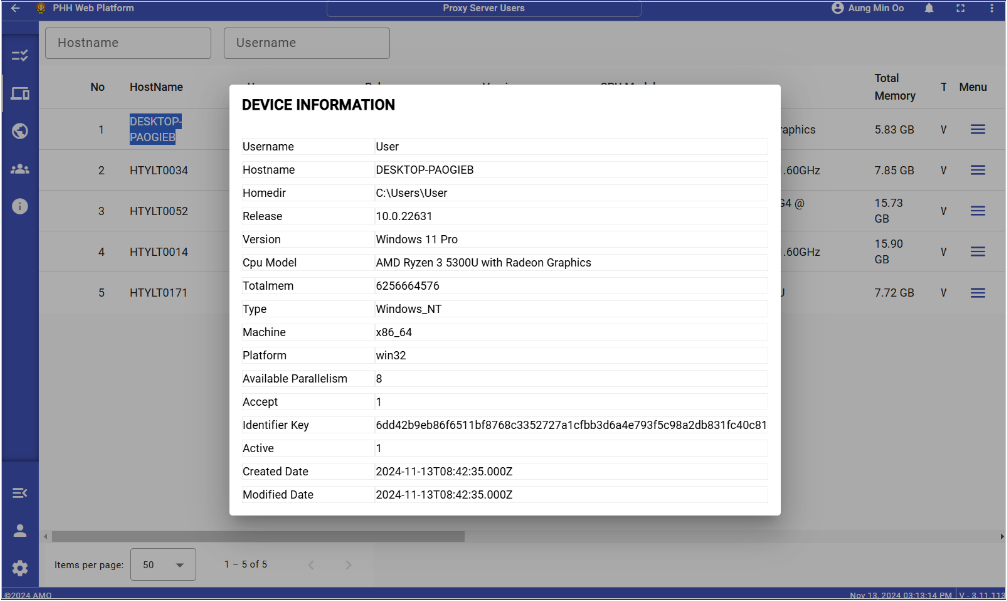 PHH Web Platform
Proxy Server Users
Aung Min Oo
Hostname
Username
No HostName Total Memory T Menu
1 DESKTOP-PAOGIEB aphics 5.83 GB
2 HTYLT0034 .60GHz 7.85 GB
3 HTYLT0052 G4 @ 15.73 GB
4 HTYLT0014 .60GHz 15.90 GB
5 HTYLT0171 7.72 GB
DEVICE INFORMATION
Username User
Hostname DESKTOP-PAOGIEB
Homedir C:\Users\User
Release 10.0.22631
Version Windows 11 Pro
Cpu Model AMD Ryzen 3 5300U with Radeon Graphics
Totalmem 6256664576
Type Windows_NT
Machine x86_64
Platform win32
Available Parallelism 8
Accept 1
Identifier Key 6dd42b9eb86f6511bf8768c3352727a1cfbb3d6a4e793f5c98a2db831fc40c81
Active 1
Created Date 2024-11-13T08:42:35.000Z
Modified Date 2024-11-13T08:42:35.000Z
Items per page: 50 1 – 5 of 5
©2024 AMO
Nov 13, 2024 03:13:14 PM V - 3.11.113